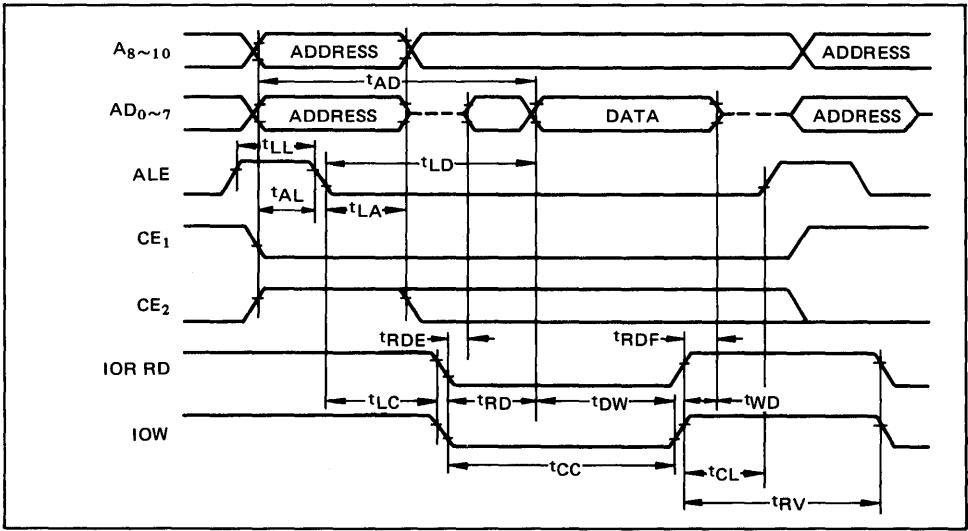 A8~10 ADDRESS ADDRESS
tAD
AD0~7 ADDRESS DATA ADDRESS
tLL tLD
ALE
tAL tLA
CE1
CE2
tRDE tRDF
IOR RD
tLC tRD tDW tWD
IOW
tCC tCL
tRV